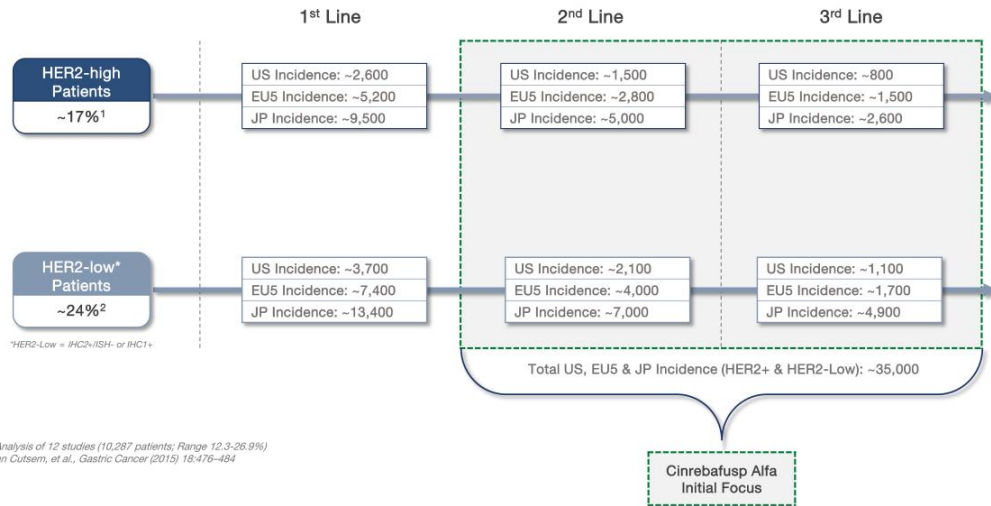 1st Line
2nd Line
3rd Line
HER2-high
Patients
~17%1
US Incidence: ~2,600
EU5 Incidence: ~5,200
JP Incidence: ~9,500
US Incidence: ~1,500
EU5 Incidence: ~2,800
JP Incidence: ~5,000
US Incidence: ~800
EU5 Incidence: ~1,500
JP Incidence: ~2,600
HER2-low*
Patients
~24%2
*HER2-Low = IHC2+/ISH- or IHC1+
US Incidence: ~3,700
EU5 Incidence: ~7,400
JP Incidence: ~13,400
US Incidence: ~2,100
EU5 Incidence: ~4,000
JP Incidence: ~7,000
US Incidence: ~1,100
EU5 Incidence: ~1,700
JP Incidence: ~4,900
Total US, EU5 & JP Incidence (HER2+ & HER2-Low): ~35,000
Analysis of 12 studies (10,287 patients; Range 12.3-26.9%)
Cutsem, et al., Gastric Cancer (2015) 18:476–484
Cinrebafusp Alfa
Initial Focus